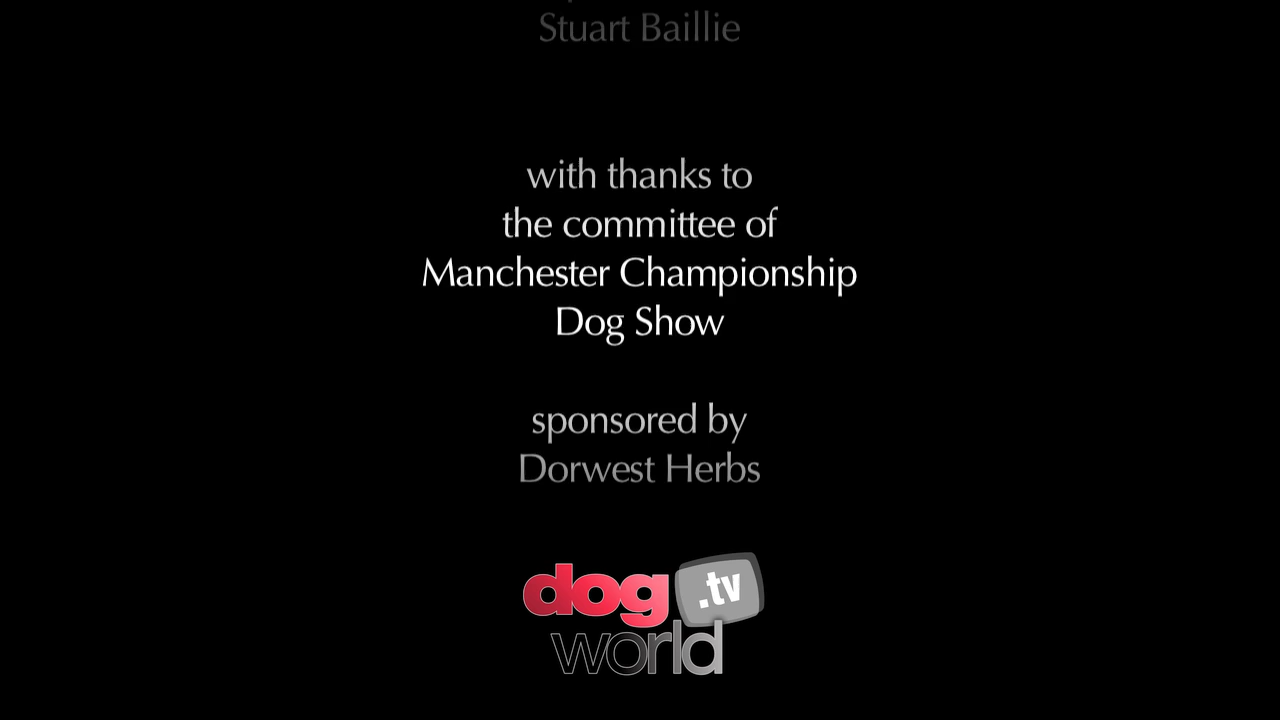 Stuart Baillie
with thanks to
the committee of
Manchester Championship
Dog Show
sponsored by
Dorwest Herbs
dog
.tv
world